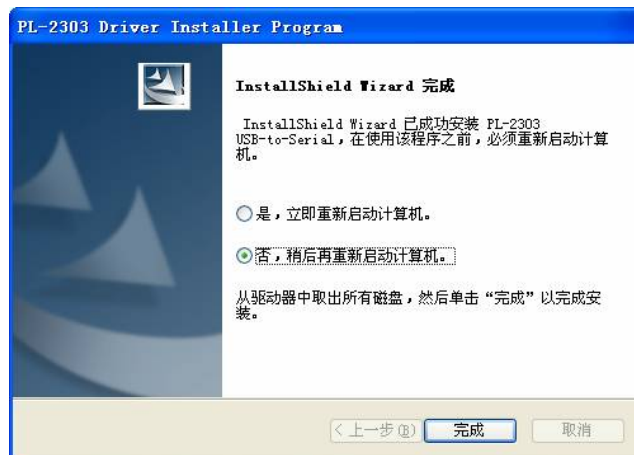 PL-2303 Driver Installer Program
InstallShield Wizard 完成
InstallShield Wizard 已成功安装 PL-2303
USB-to-Serial，在使用该程序之前，必须重新启动计算
机。
是，立即重新启动计算机。
否，稍后再重新启动计算机。
从驱动器中取出所有磁盘，然后单击“完成”以完成安
装。
<上一步(B) 完成 取消